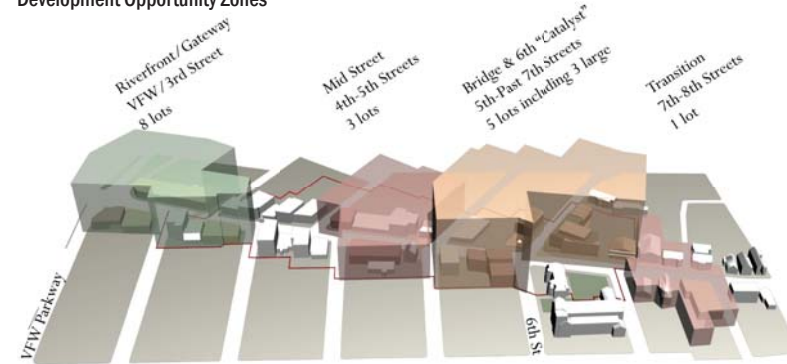 Development Opportunity Zones
Riverfront/Gateway
VFW/3rd Street
8 lots
Mid Street
4th-5th Streets
3 lots
Bridge & 6th “Catalyst”
5th-Past 7th Streets
5 lots including 3 large
Transition
7th-8th Streets
1 lot
VFW Parkway
6th St